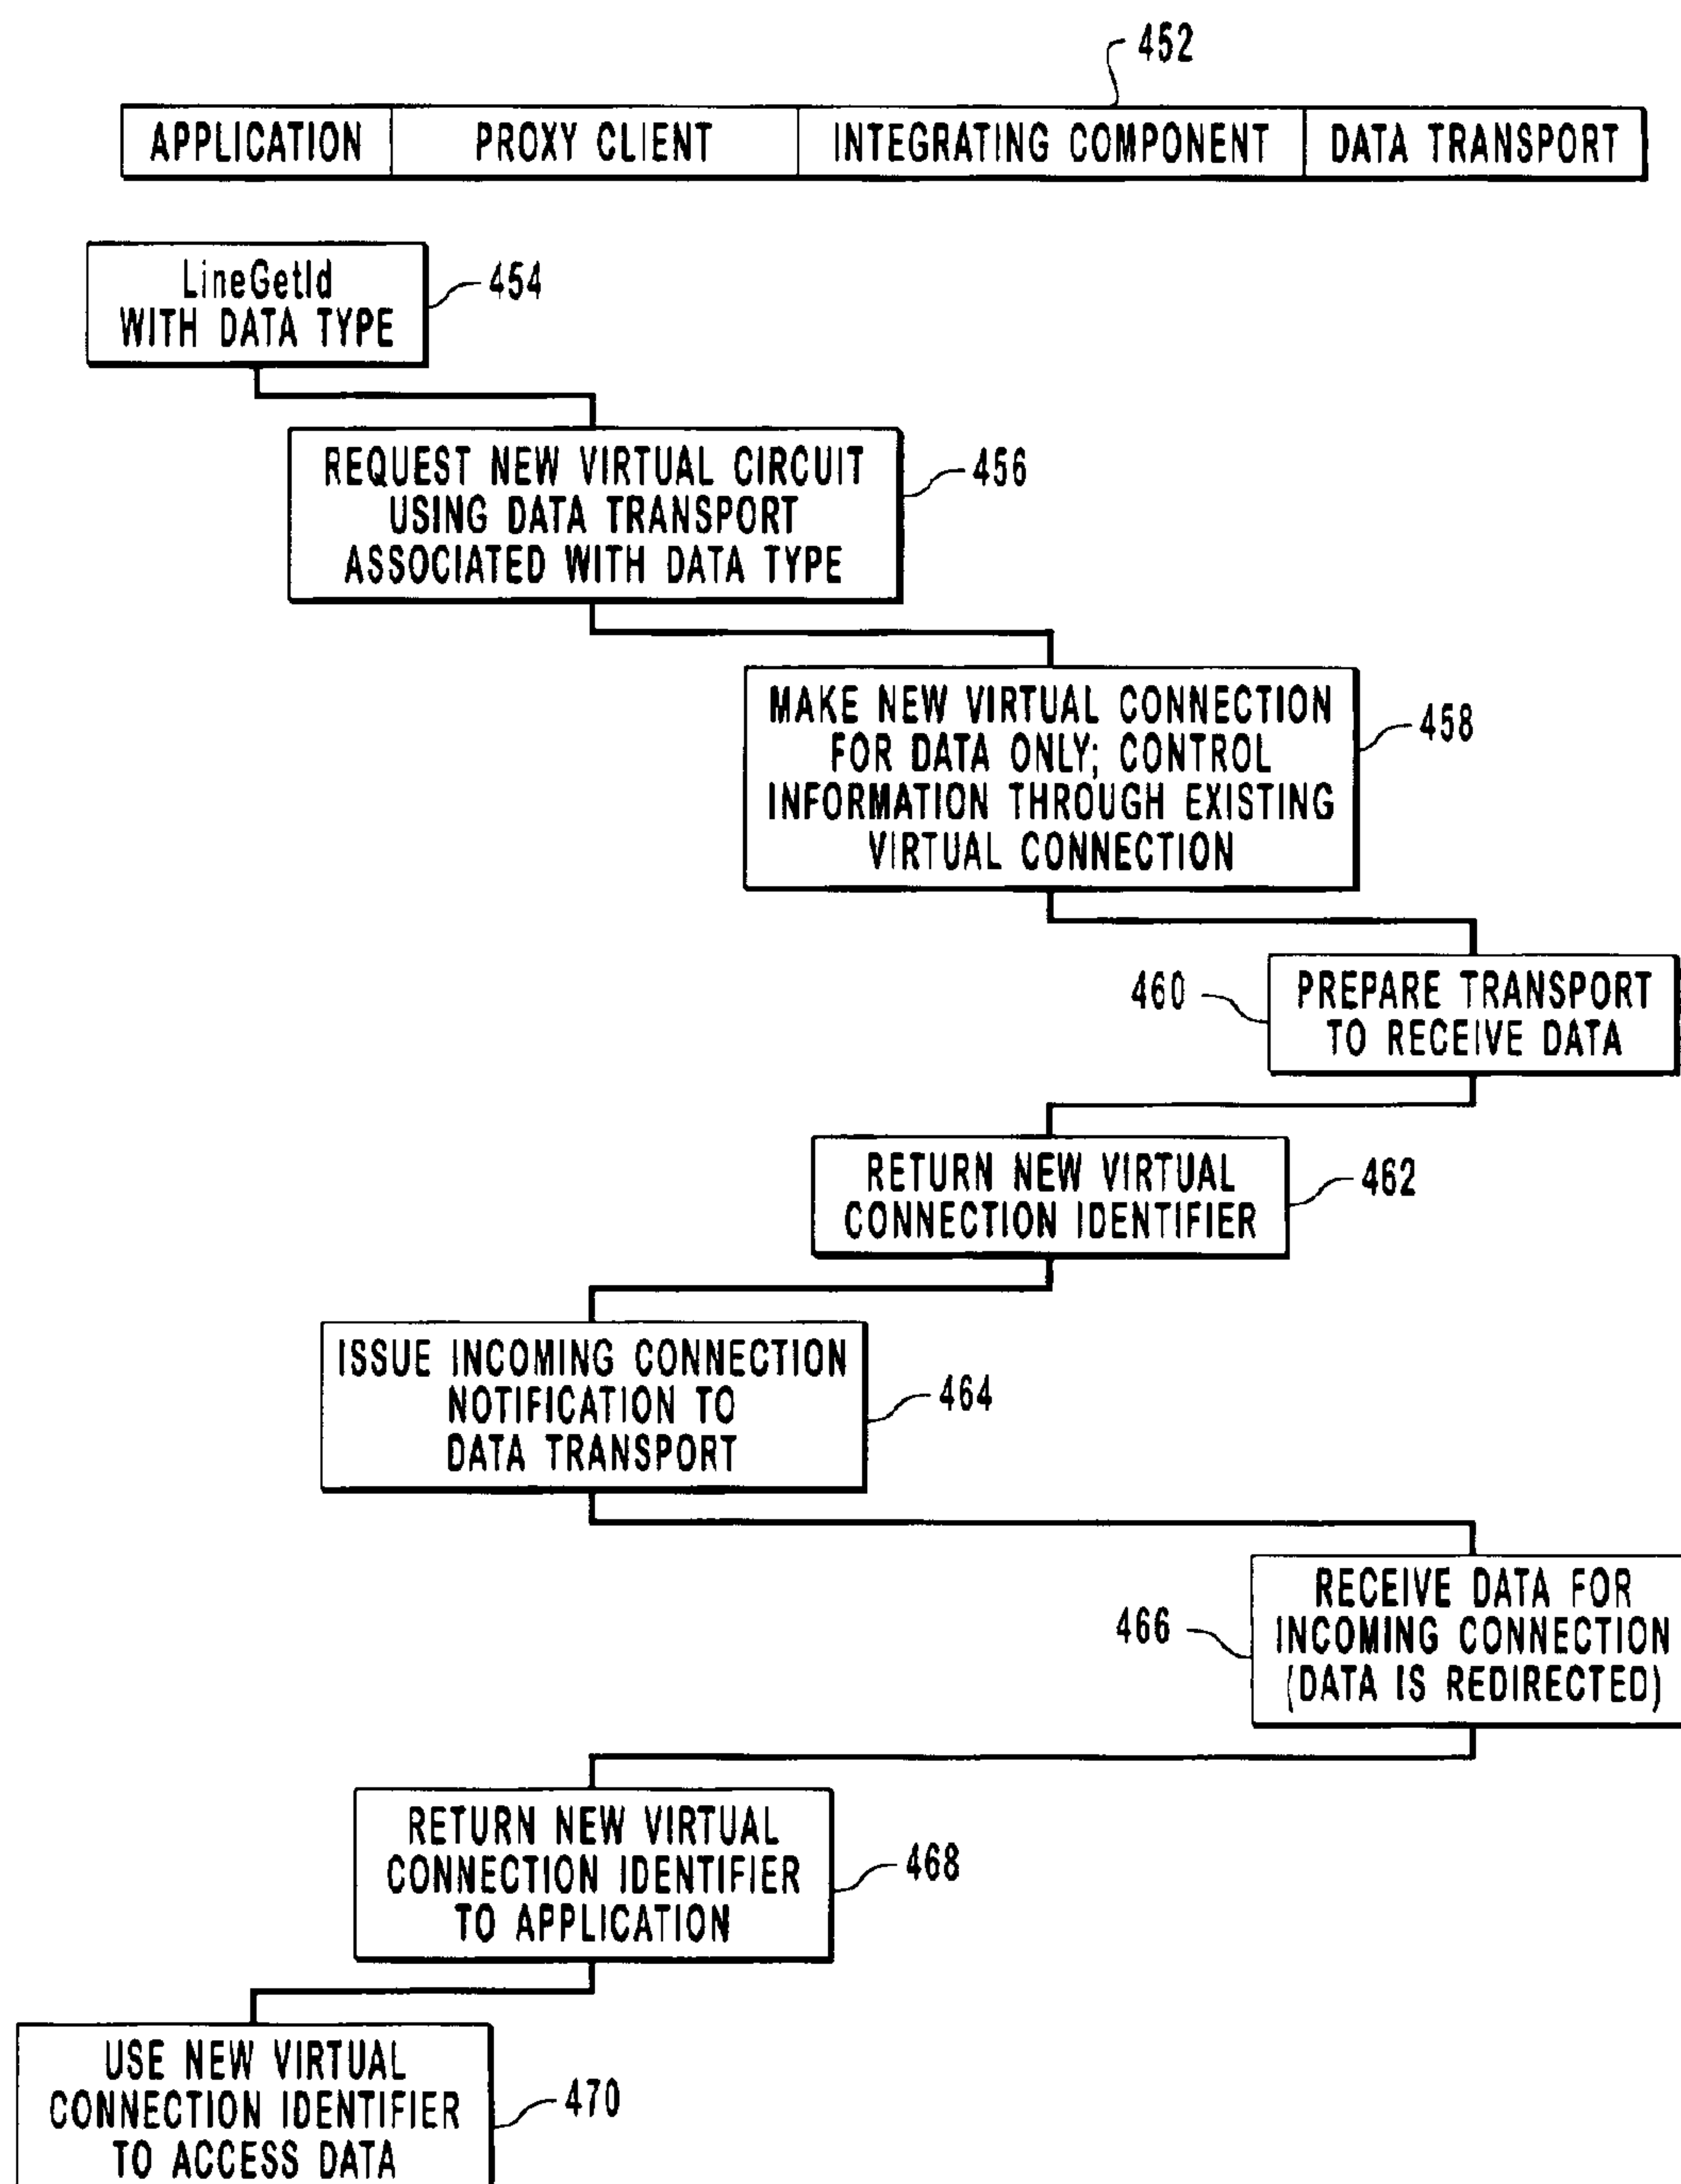 452
APPLICATION PROXY CLIENT INTEGRATING COMPONENT DATA TRANSPORT
LineGetId
WITH DATA TYPE
454
REQUEST NEW VIRTUAL CIRCUIT
USING DATA TRANSPORT
ASSOCIATED WITH DATA TYPE
456
MAKE NEW VIRTUAL CONNECTION
FOR DATA ONLY; CONTROL
INFORMATION THROUGH EXISTING
VIRTUAL CONNECTION
458
460
PREPARE TRANSPORT
TO RECEIVE DATA
RETURN NEW VIRTUAL
CONNECTION IDENTIFIER
462
ISSUE INCOMING CONNECTION
NOTIFICATION TO
DATA TRANSPORT
464
466
RECEIVE DATA FOR
INCOMING CONNECTION
(DATA IS REDIRECTED)
RETURN NEW VIRTUAL
CONNECTION IDENTIFIER
TO APPLICATION
468
USE NEW VIRTUAL
CONNECTION IDENTIFIER
TO ACCESS DATA
470